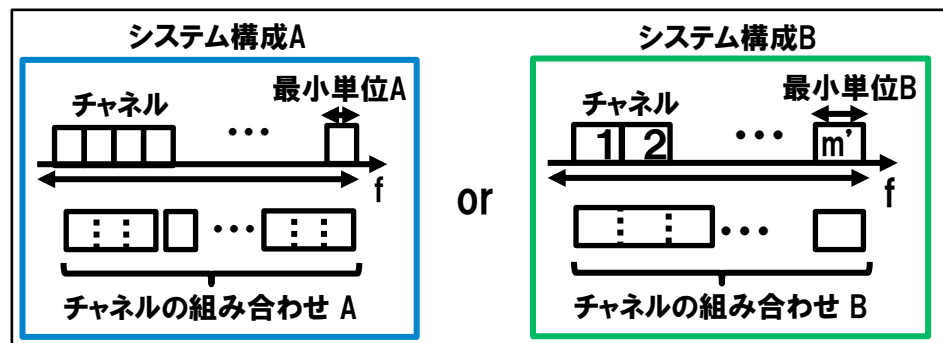 システム構成A
最小単位A
チャネル
…
f
チャネルの組み合わせ A
or
システム構成B
最小単位B
チャネル
1 2 … m'
f
チャネルの組み合わせ B